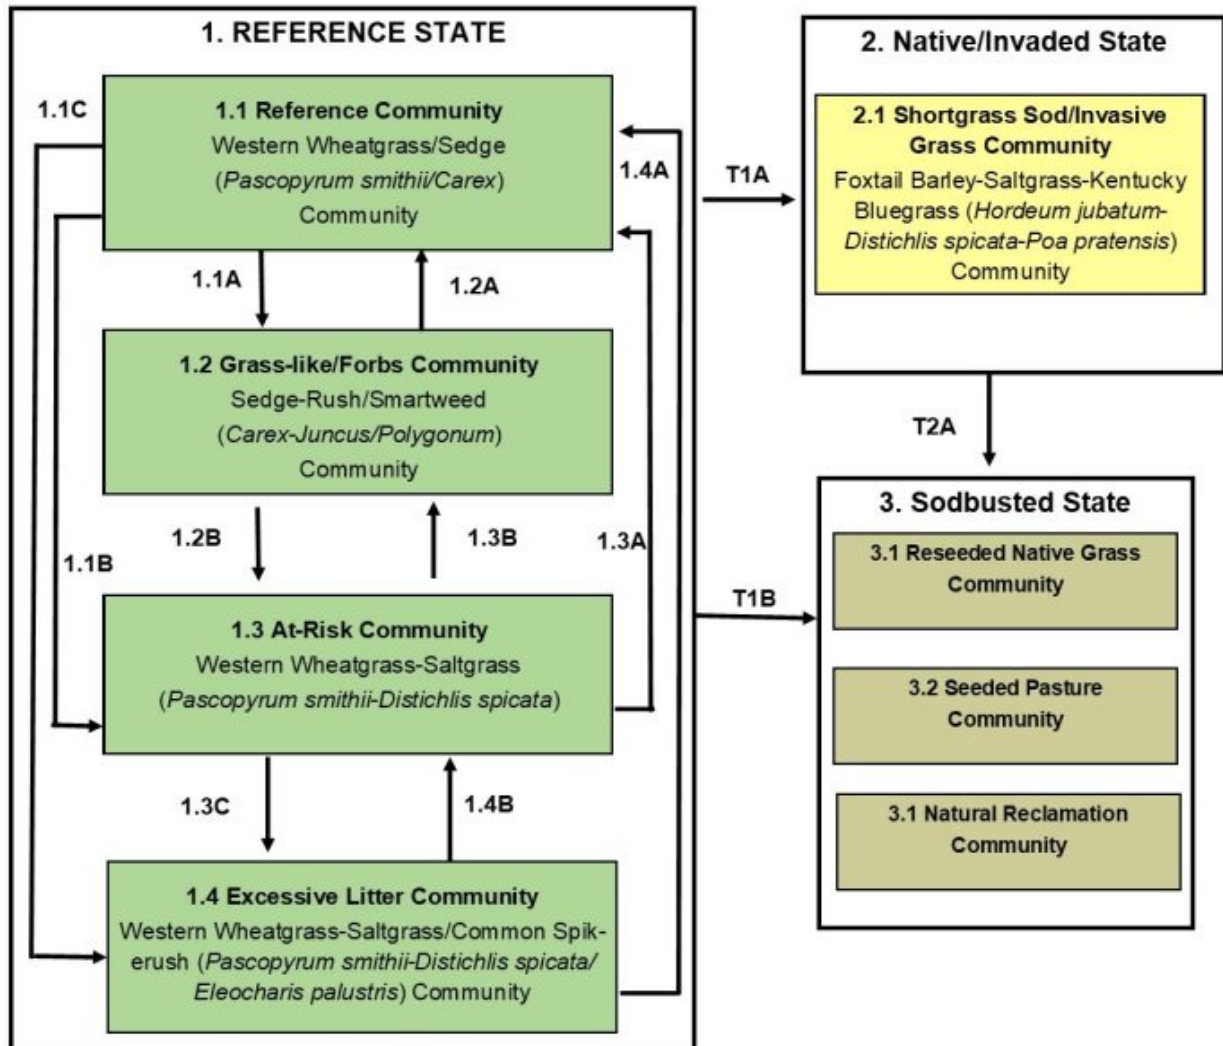 1. REFERENCE STATE
1.1C
1.1 Reference Community
Western Wheatgrass/Sedge
(Pascopyrum smithii/Carex)
Community
1.4A
1.1A
1.2A
1.2 Grass-like/Forbs Community
Sedge-Rush/Smartweed
(Carex-Juncus/Polygonum)
Community
1.1B
1.2B
1.3B
1.3A
1.3 At-Risk Community
Western Wheatgrass-Saltgrass
(Pascopyrum smithii-Distichlis spicata)
1.3C
1.4B
1.4 Excessive Litter Community
Western Wheatgrass-Saltgrass/Common Spik-
erush (Pascopyrum smithii-Distichlis spicata/
Eleocharis palustris) Community
T1A
T1B
2. Native/Invaded State
2.1 Shortgrass Sod/Invasive
Grass Community
Foxtail Barley-Saltgrass-Kentucky
Bluegrass (Hordeum jubatum-
Distichlis spicata-Poa pratensis)
Community
T2A
3. Sodbusted State
3.1 Reseeded Native Grass
Community
3.2 Seeded Pasture
Community
3.1 Natural Reclamation
Community